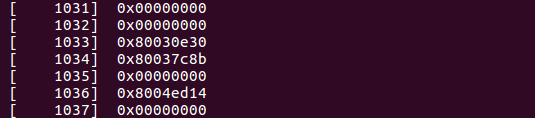 [    1031]  0x00000000
[    1032]  0x00000000
[    1033]  0x80030e30
[    1034]  0x80037c8b
[    1035]  0x00000000
[    1036]  0x8004ed14
[    1037]  0x00000000